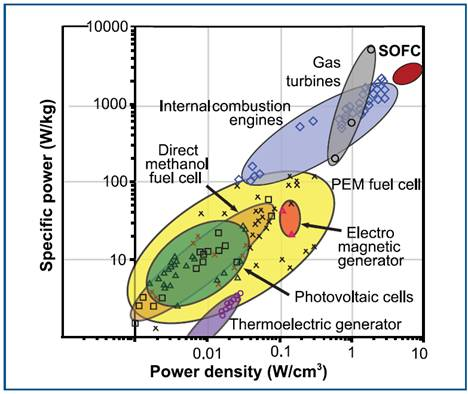 10000
1000
100
10
Specific power (W/kg)
SOFC
Gas
turbines
Internal combustion
engines
Direct
methanol
fuel cell
PEM fuel cell
Electro
magnetic
generator
Photovoltaic cells
Thermoelectric generator
0.01
0.1
1
10
Power density (W/cm³)